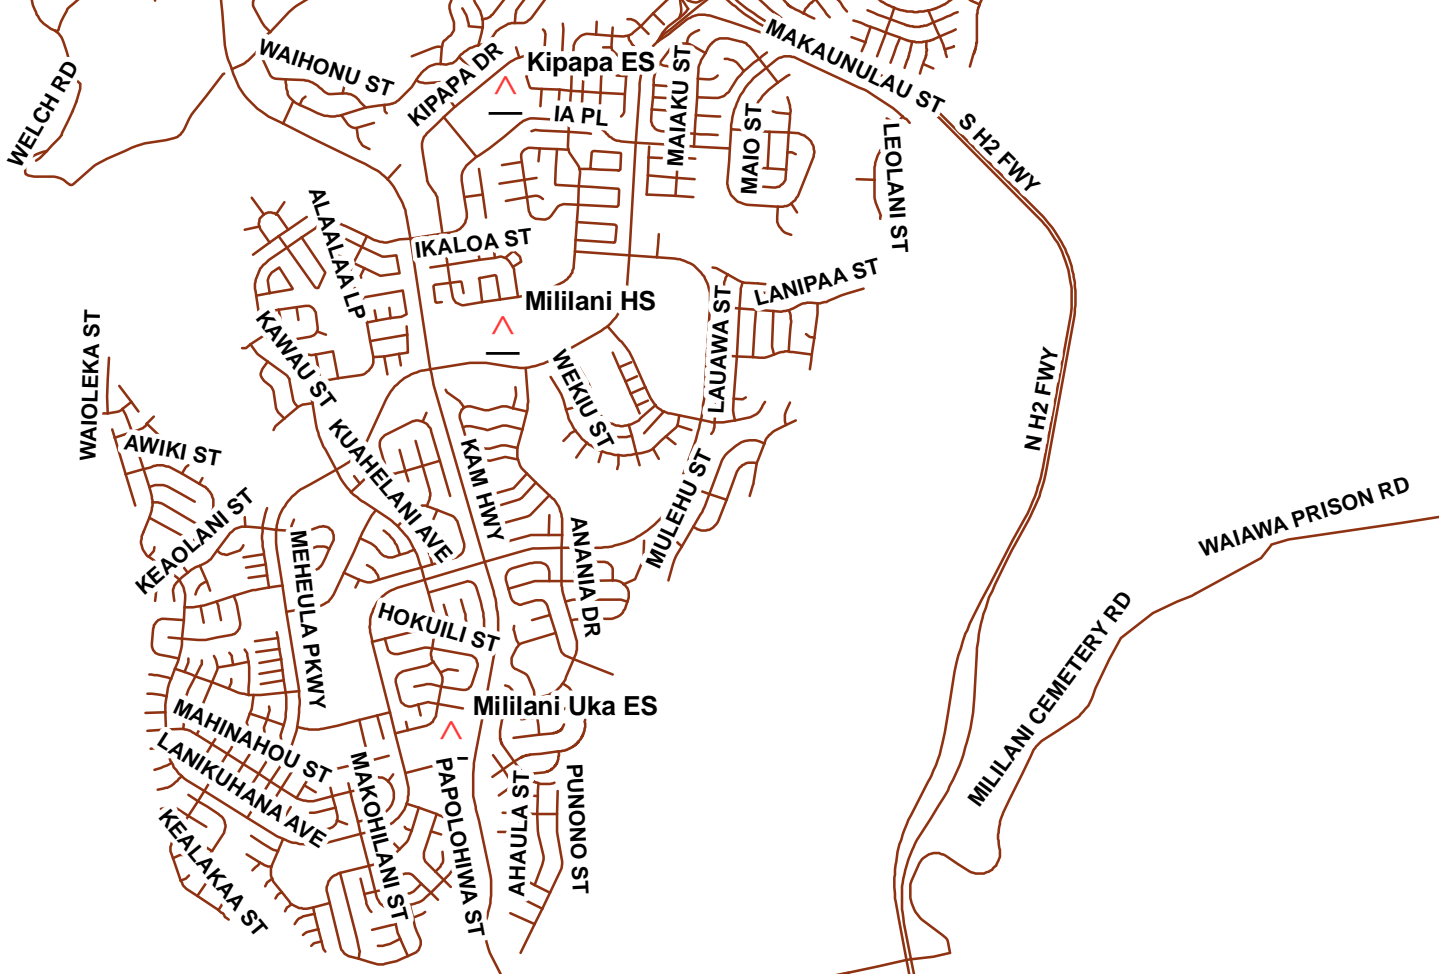 WAIHONU ST
WELCH RD
KIPAPA DR
Kipapa ES
IA PL
MAIAKU ST
MAKAUNULAU ST
MAIO ST
LEOLANI ST
S H2 FWY
ALAALAA LP
IKALOA ST
Mililani HS
LANIPAA ST
LAUAWA ST
WAIOLEKA ST
KAWAU ST
WEKIU ST
N H2 FWY
AWIKI ST
KUAHELANI AVE
KAM HWY
MULEHU ST
KEAOLANI ST
MEHEULA PKWY
ANANIA DR
WAIAWA PRISON RD
HOKUILI ST
MILILANI CEMETERY RD
Mililani Uka ES
MAHINAHOU ST
LANIKUHANA AVE
MAKOHILANI ST
PAPOLOHIWA ST
AHAULA ST
PUNONO ST
KEALAKAA ST